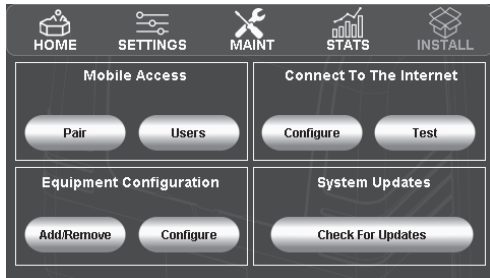 HOME SETTINGS MAINT STATS INSTALL
Mobile Access
Pair Users
Connect To The Internet
Configure Test
Equipment Configuration
Add/Remove Configure
System Updates
Check For Updates